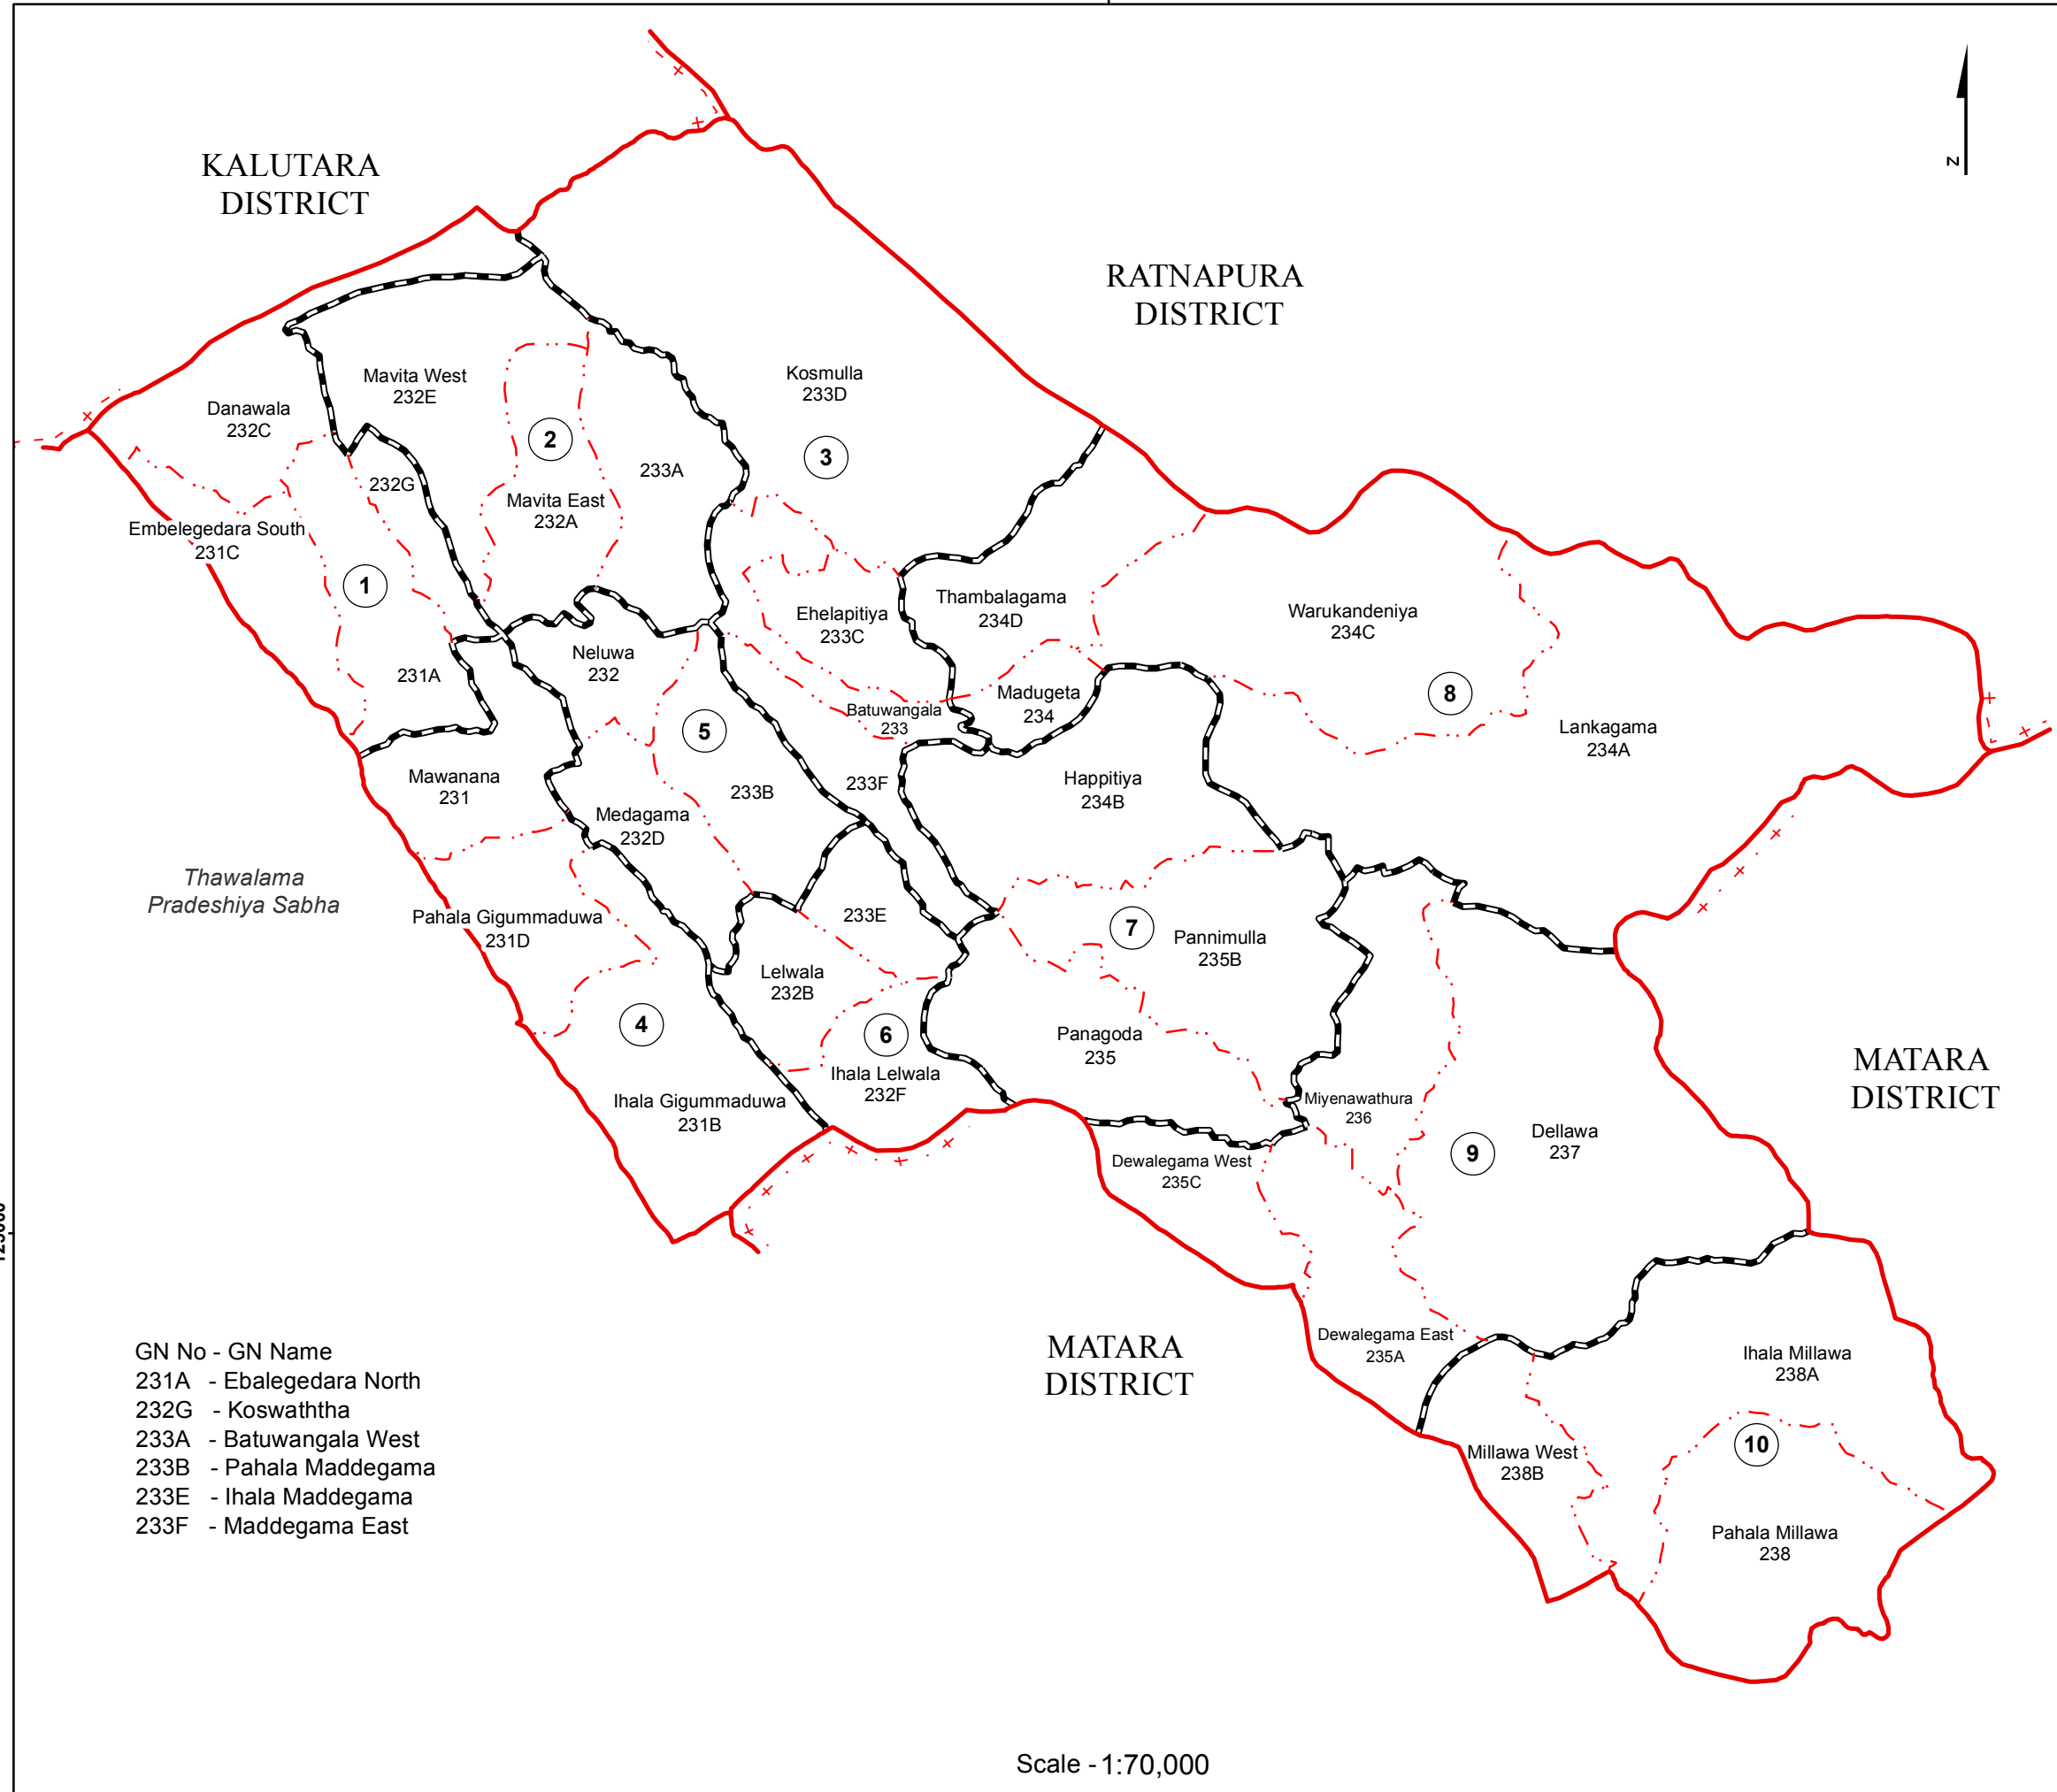 KALUTARA
DISTRICT
RATNAPURA
DISTRICT
N
Kosmulla
233D
Mavita West
232E
Danawala
232C
2
3
233A
232G
Mavita East
232A
Embelegedara South
231C
1
Ehelapitiya
233C
Thambalagama
234D
Warukandeniya
234C
Neluwa
232
231A
Madugeta
234
8
Batuwangala
233
5
Lankagama
234A
Mawanana
231
233B
233F
Happitiya
234B
Medagama
232D
Thawalama
Pradeshiya Sabha
Pahala Gigummaduwa
231D
233E
7
Pannimulla
235B
Lelwala
232B
4
6
Panagoda
235
MATARA
DISTRICT
Ihala Lelwala
232F
Ihala Gigummaduwa
231B
Miyenawathura
236
Dellawa
237
9
Dewalegama West
235C
Dewalegama East
235A
MATARA
DISTRICT
Ihala Millawa
238A
10
Millawa West
238B
Pahala Millawa
238
GN No - GN Name
231A - Ebalegedara North
232G - Koswaththa
233A - Batuwangala West
233B - Pahala Maddegama
233E - Ihala Maddegama
233F - Maddegama East
Scale - 1:70,000